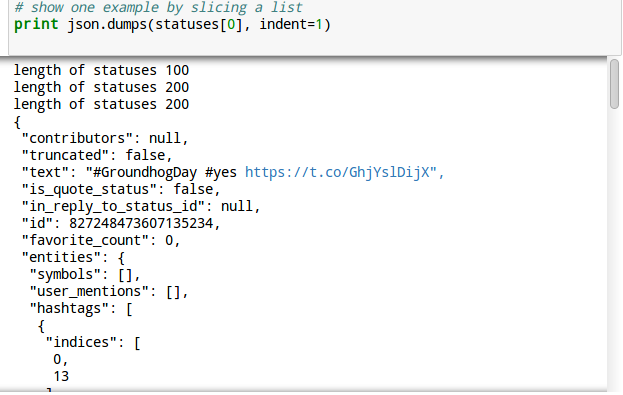 # show one example by slicing a list
print json.dumps(statuses[0], indent=1)
length of statuses 100
length of statuses 200
length of statuses 200
{
 "contributors": null,
 "truncated": false,
 "text": "#GroundhogDay #yes https://t.co/GhjYslDijX",
 "is_quote_status": false,
 "in_reply_to_status_id": null,
 "id": 827248473607135234,
 "favorite_count": 0,
 "entities": {
  "symbols": [],
  "user_mentions": [],
  "hashtags": [
   {
    "indices": [
     0,
     13
    ]